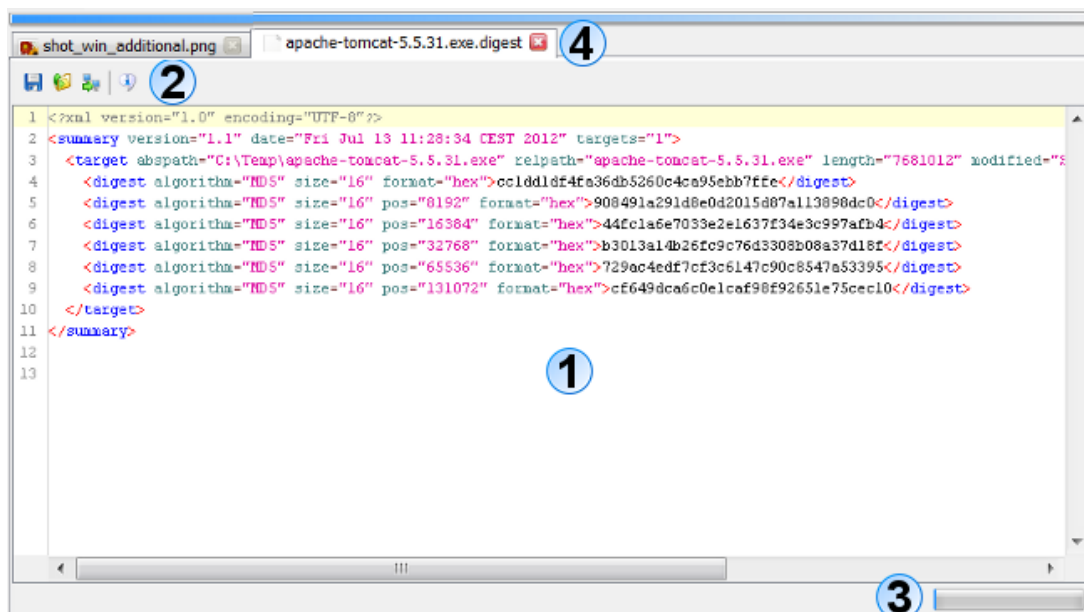 shot_win_additional.png apache-tomcat-5.5.31.exe.digest 4
2
1 <?xml version="1.0" encoding="UTF-8"?>
2 <summary version="1.1" date="Fri Jul 13 11:28:34 CEST 2012" targets="1">
3 <target abspath="C:\Temp\apache-tomcat-5.5.31.exe" relpath="apache-tomcat-5.5.31.exe" length="7681012" modified="S
4 <digest algorithm="MD5" size="16" format="hex">cc1dd1df4fa36db5260c4ca95ebb7ffe</digest>
5 <digest algorithm="MD5" size="16" pos="8192" format="hex">908491a291d8e0d2015d87a113898dc0</digest>
6 <digest algorithm="MD5" size="16" pos="16384" format="hex">44fc1a6e7033e2e1637f34e3c997afb4</digest>
7 <digest algorithm="MD5" size="16" pos="32768" format="hex">b3013a14b26fc9c76d3308b08a37d18f</digest>
8 <digest algorithm="MD5" size="16" pos="65536" format="hex">729ac4edf7cf3c6147c90c8547a53395</digest>
9 <digest algorithm="MD5" size="16" pos="131072" format="hex">cf649dca6c0e1caf98f92651e75cec10</digest>
10 </target>
11 </summary>
12
13
1
3